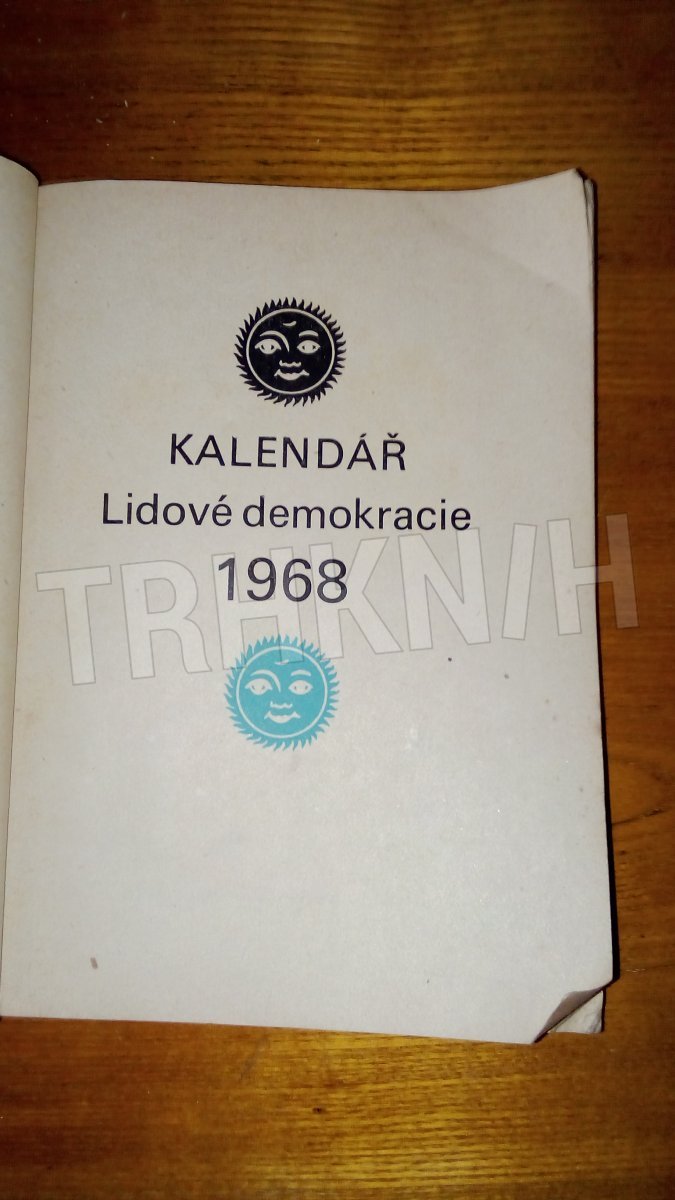 KALENDÁŘ
Lidové demokracie
1968
TRHKNIH